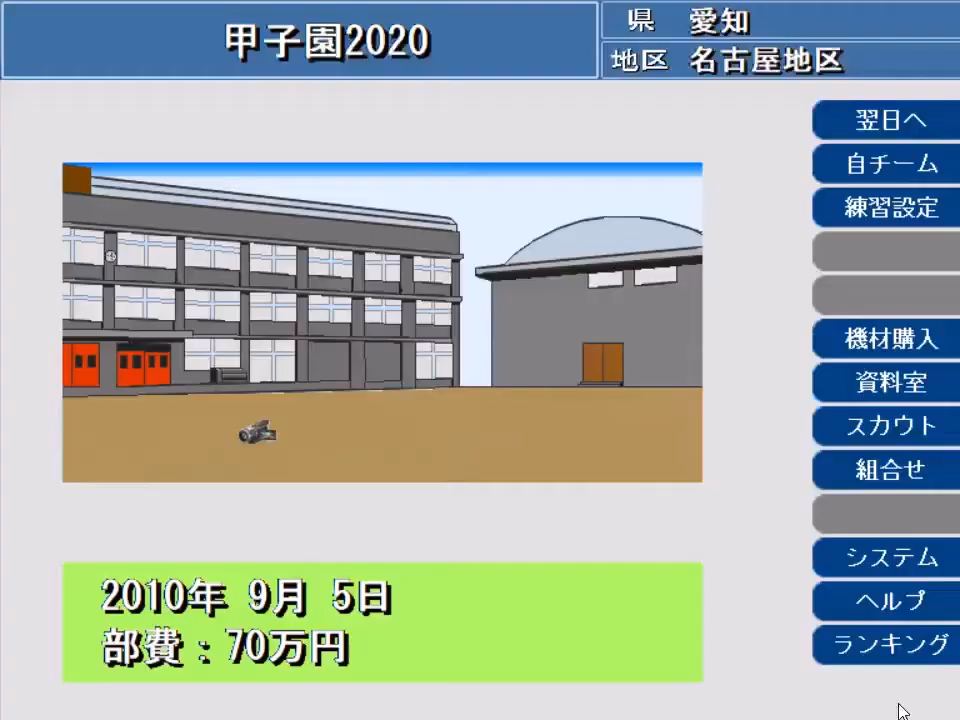 甲子園2020
県 愛知
地区 名古屋地区
翌日へ
自チーム
練習設定
機材購入
資料室
スカウト
組合せ
システム
ヘルプ
ランキング
2010年 9月 5日
部費：70万円